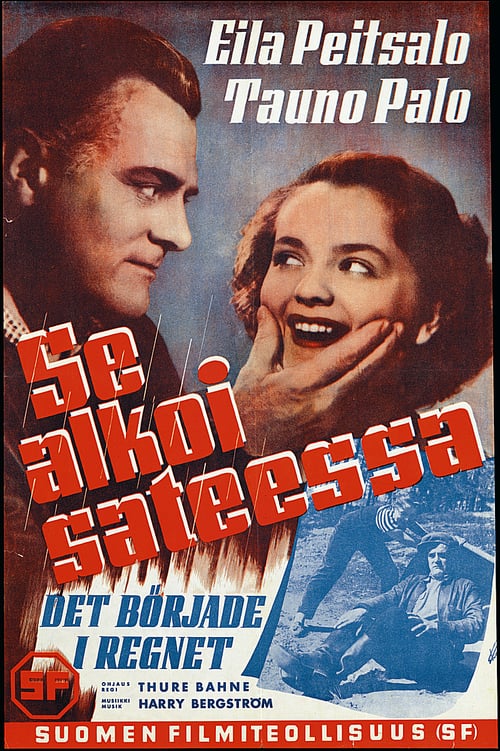 Eila Peitsalo
Tauno Palo
Se
alkoi
sateessa
DET BÖRJADE
I REGNET
OHJAUS
REGI
THURE BAHNE
MUSIIKKI
MUSIK
HARRY BERGSTRÖM
SF
SUOMEN FILMITEOLLISUUS (SF)